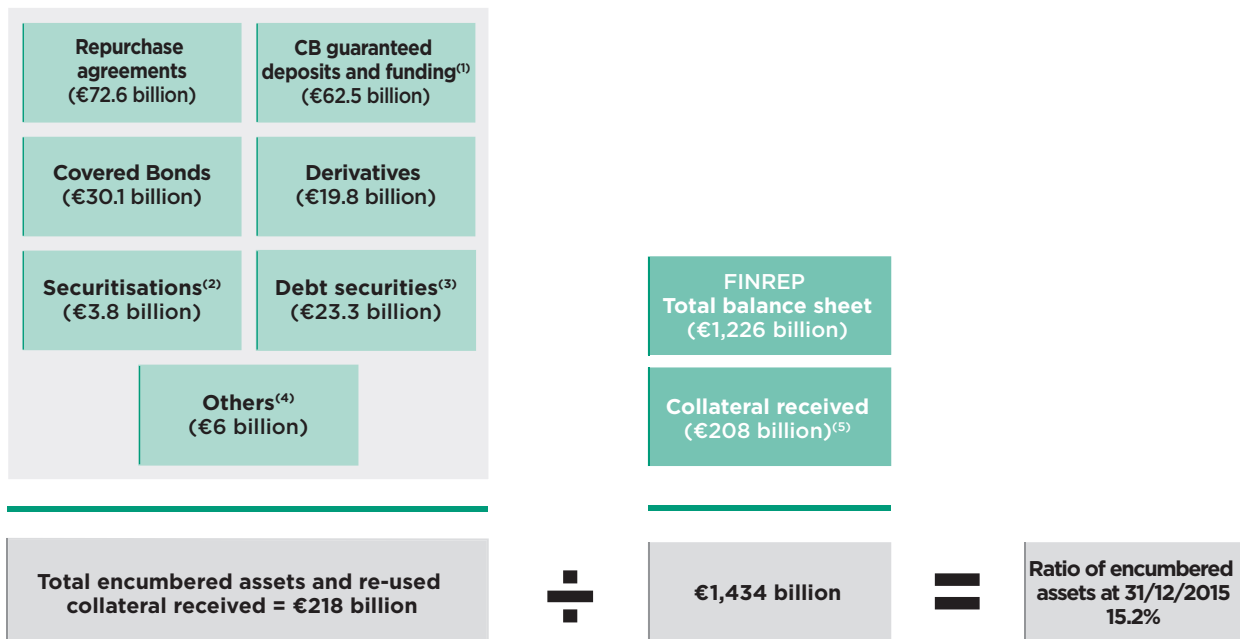 Repurchase
agreements
(€72.6 billion)
CB guaranteed
deposits and funding(1)
(€62.5 billion)
Covered Bonds
(€30.1 billion)
Derivatives
(€19.8 billion)
Securitisations(2)
(€3.8 billion)
Debt securities(3)
(€23.3 billion)
Others(4)
(€6 billion)
FINREP
Total balance sheet
(€1,226 billion)
Collateral received
(€208 billion)(5)
Total encumbered assets and re-used
collateral received = €218 billion
÷
€1,434 billion
=
Ratio of encumbered
assets at 31/12/2015
15.2%